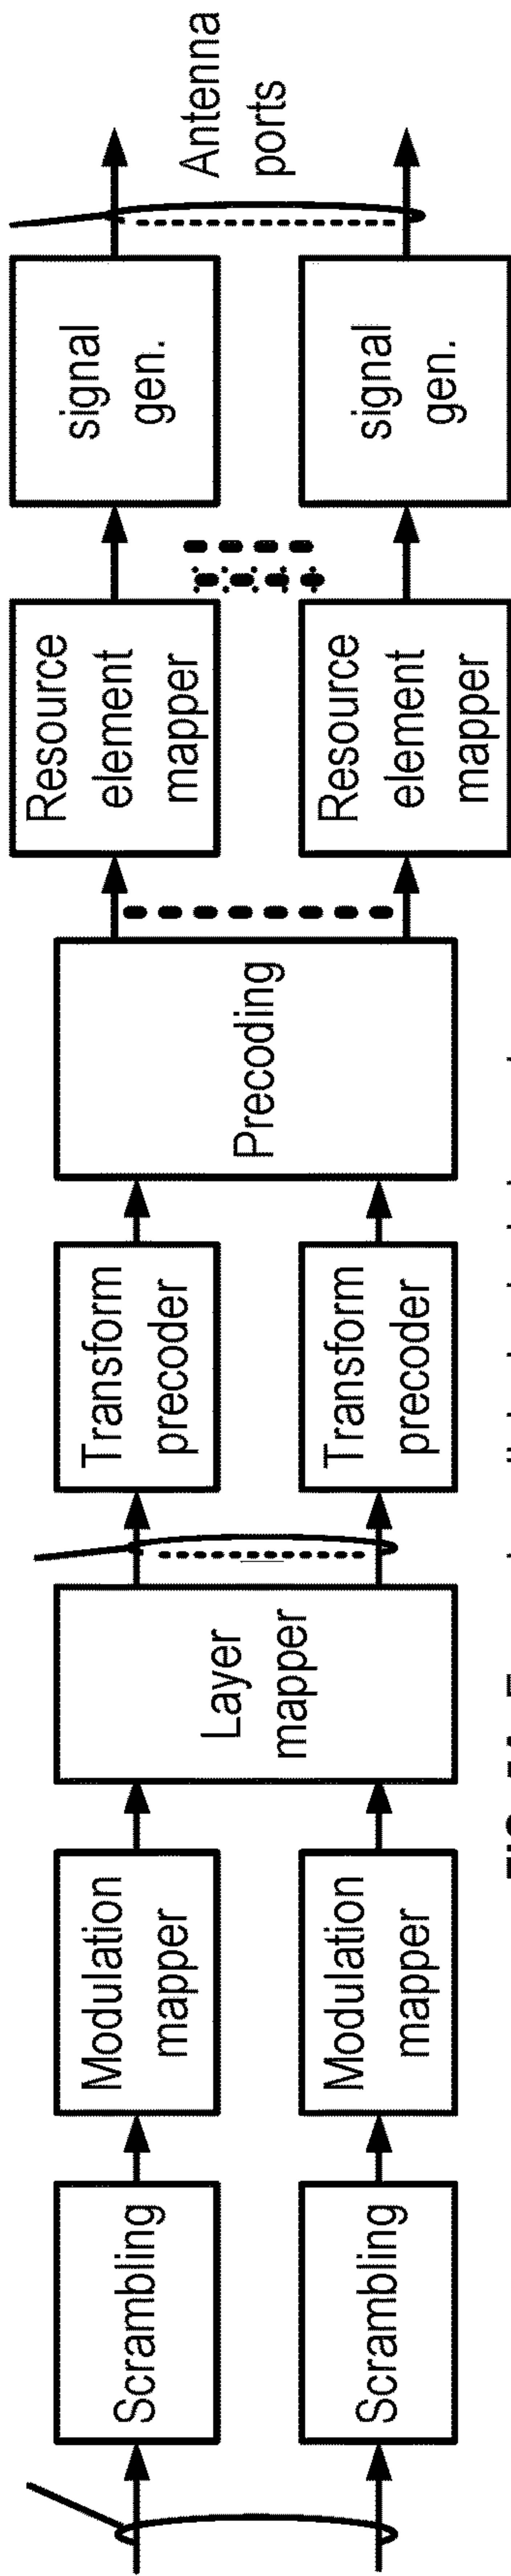 Scrambling
Scrambling
Modulation
mapper
Modulation
mapper
Layer
mapper
Transform
precoder
Transform
precoder
Precoding
Resource
element
mapper
Resource
element
mapper
signal
gen.
signal
gen.
Antenna
ports